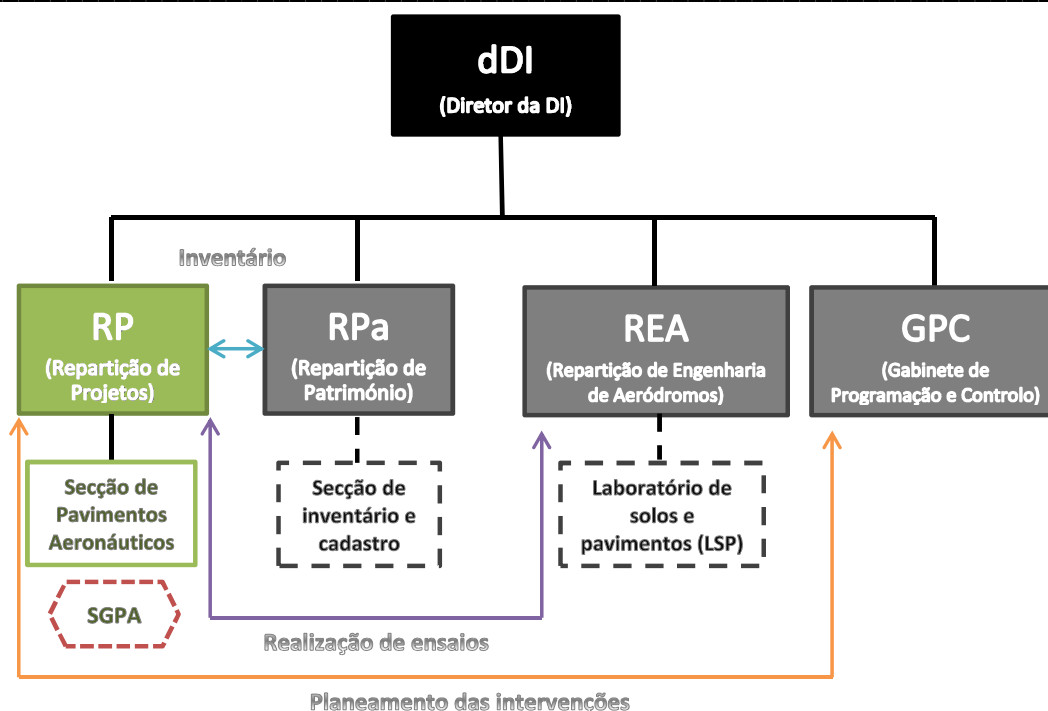 dDI
(Diretor da DI)
Inventário
RP
(Repartição de
Projetos)
RPa
(Repartição de
Património)
REA
(Repartição de Engenharia
de Aeródromos)
GPC
(Gabinete de
Programação e Controlo)
Secção de
Pavimentos
Aeronáuticos
Secção de
inventário e
cadastro
Laboratório de
solos e
pavimentos (LSP)
SGPA
Realização de ensaios
Planeamento das intervenções